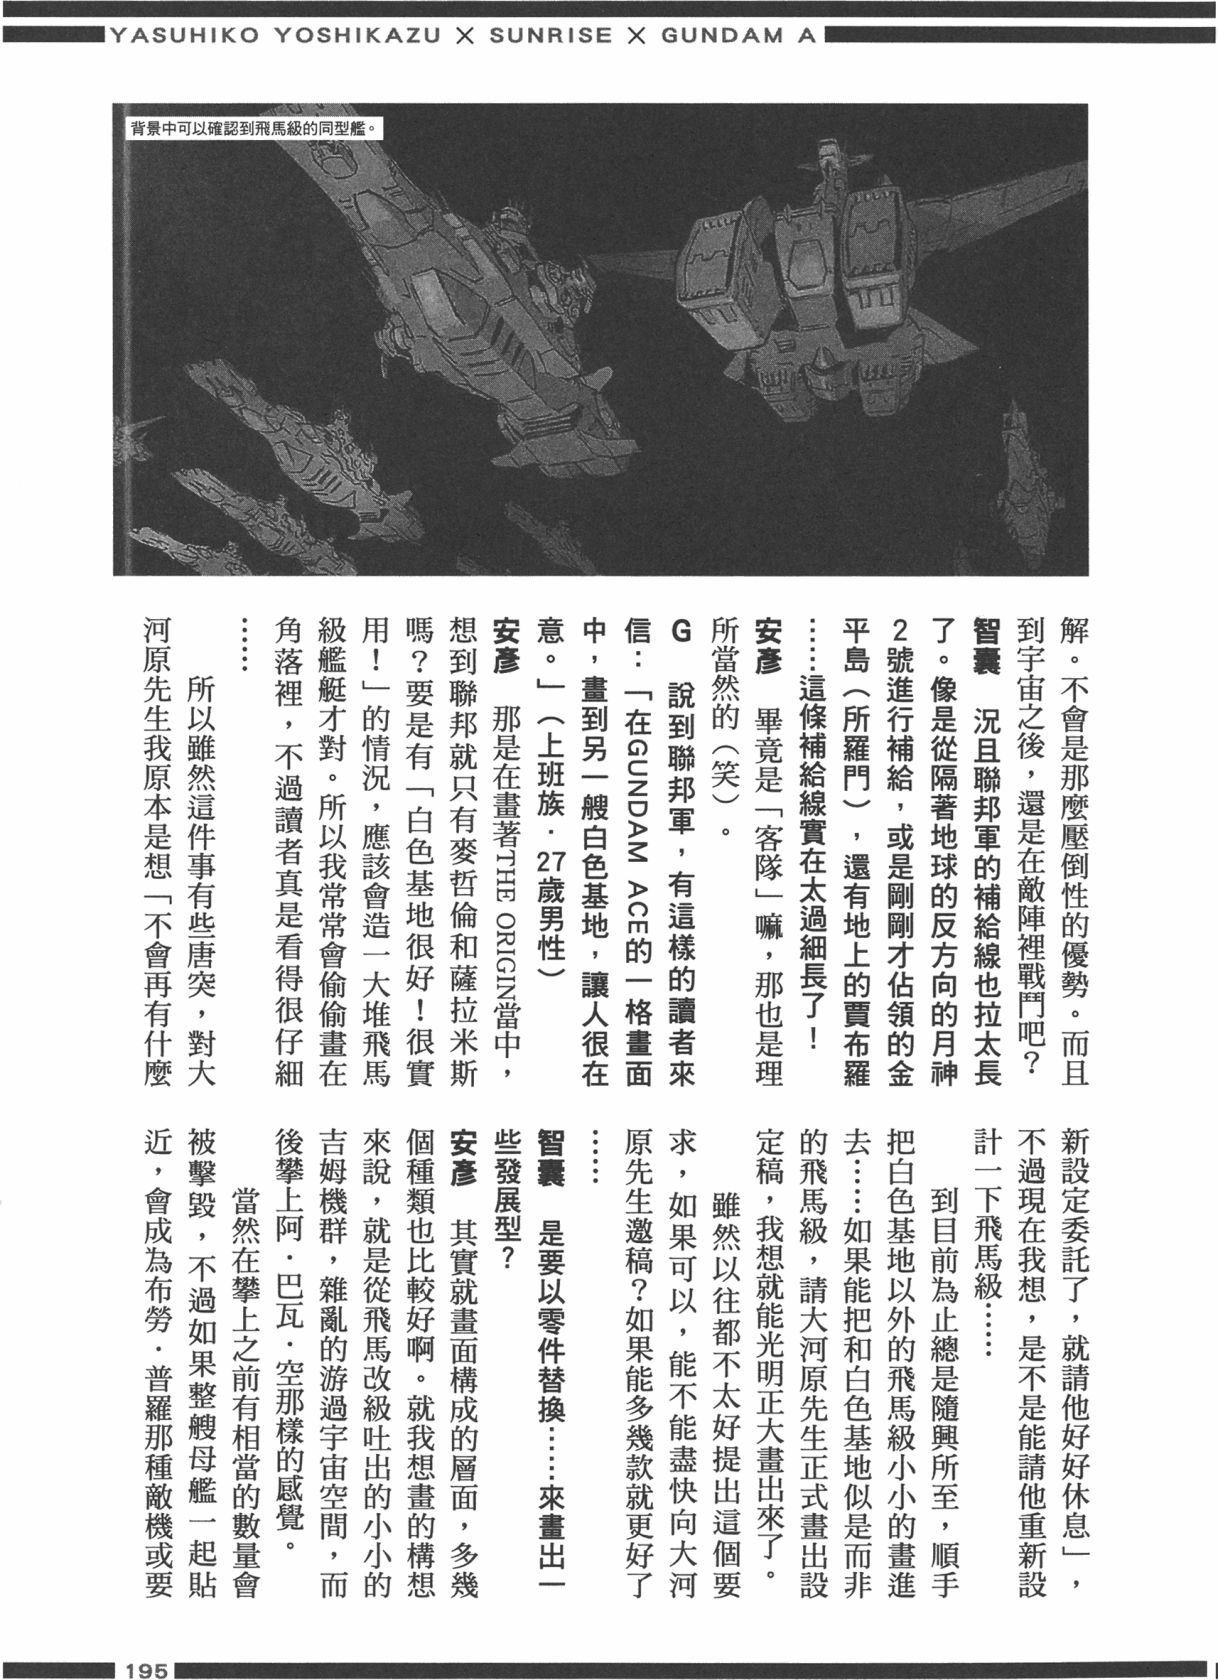 YASUHIKO YOSHIKAZU × SUNRISE × GUNDAM A
背景中可以確認到飛馬級的同型艦。
解。不會是那麼壓倒性的優勢。而且
到宇宙之後，還是在敵陣裡戰鬥吧？
智囊　況且聯邦軍的補給線也拉太長
了。像是從隔著地球的反方向的月神
2號進行補給，或是剛剛才佔領的金
平島（所羅門），還有地上的賈布羅
……這條補給線實在太過細長了！
安彥　畢竟是「客隊」嘛，那也是理
所當然的（笑）。
G　說到聯邦軍，有這樣的讀者來
信：「在GUNDAM ACE的一格畫面
中，畫到另一艘白色基地，讓人很在
意。」（上班族．27歲男性）
安彥　那是在畫著THE ORIGIN當中，
想到聯邦就只有麥哲倫和薩拉米斯
嗎？要是有「白色基地很好！很實
用！」的情況，應該會造一大堆飛馬
級艦艇才對。所以我常常會偷偷畫在
角落裡，不過讀者真是看得很仔細
……
所以雖然這件事有些唐突，對大
河原先生我原本是想「不會再有什麼
新設定委託了，就請他好好休息」，
不過現在我想，是不是能請他重新設
計一下飛馬級……
到目前為止總是隨興所至，順手
把白色基地以外的飛馬級小小的畫進
去……如果能把和白色基地似是而非
的飛馬級，請大河原先生正式畫出設
定稿，我想就能光明正大畫出來了。
雖然以往都不太好提出這個要
求，如果可以，能不能盡快向大河
原先生邀稿？如果能多幾款就更好了
……
智囊　是要以零件替換……來畫出一
些發展型？
安彥　其實就畫面構成的層面，多幾
個種類也比較好啊。就我想畫的構想
來說，就是從飛馬改級吐出的小小的
吉姆機群，雜亂的游過宇宙空間，而
後攀上阿．巴瓦．空那樣的感覺。
當然在攀上之前有相當的數量會
被擊毀，不過如果整艘母艦一起貼
近，會成為布勞．普羅那種敵機或要
195